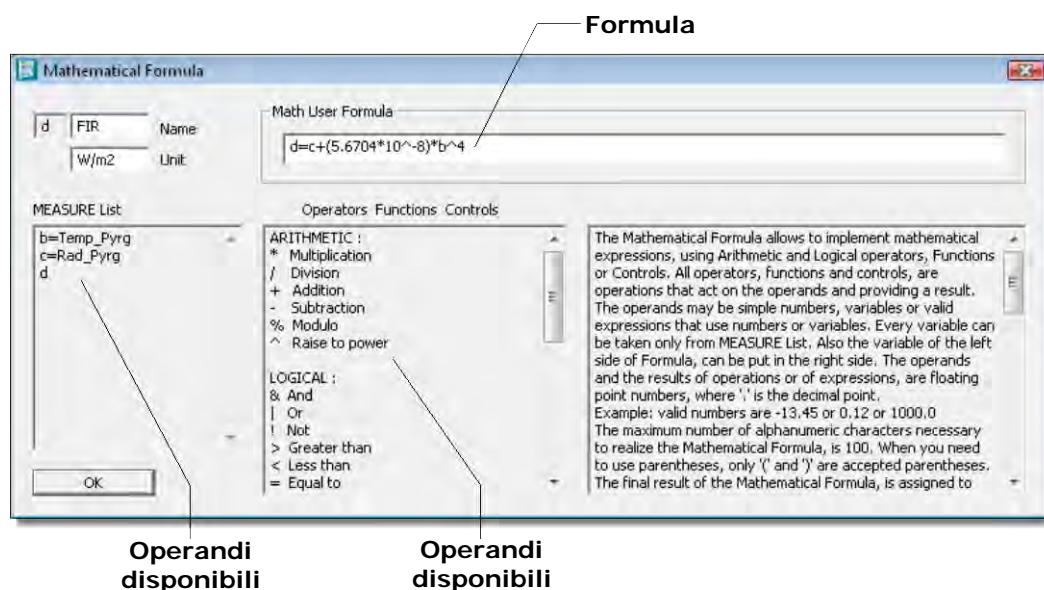 Formula
Mathematical Formula
d FIR Name
W/m2 Unit
Math User Formula
d=c+(5.6704*10^-8)*b^4
MEASURE List
b=Temp_Pyrg
c=Rad_Pyrg
d
OK
Operators Functions Controls
ARITHMETIC :
* Multiplication
/ Division
+ Addition
- Subtraction
% Modulo
^ Raise to power
LOGICAL :
& And
| Or
! Not
> Greater than
< Less than
= Equal to
The Mathematical Formula allows to implement mathematical
expressions, using Arithmetic and Logical operators, Functions
or Controls. All operators, functions and controls, are
operations that act on the operands and providing a result.
The operands may be simple numbers, variables or valid
expressions that use numbers or variables. Every variable can
be taken only from MEASURE List. Also the variable of the left
side of Formula, can be put in the right side. The operands
and the results of operations or of expressions, are floating
point numbers, where '.' is the decimal point.
Example: valid numbers are -13.45 or 0.12 or 1000.0
The maximum number of alphanumeric characters necessary
to realize the Mathematical Formula, is 100. When you need
to use parentheses, only '(' and ')' are accepted parentheses.
The final result of the Mathematical Formula, is assigned to
Operandi
disponibili
Operandi
disponibili